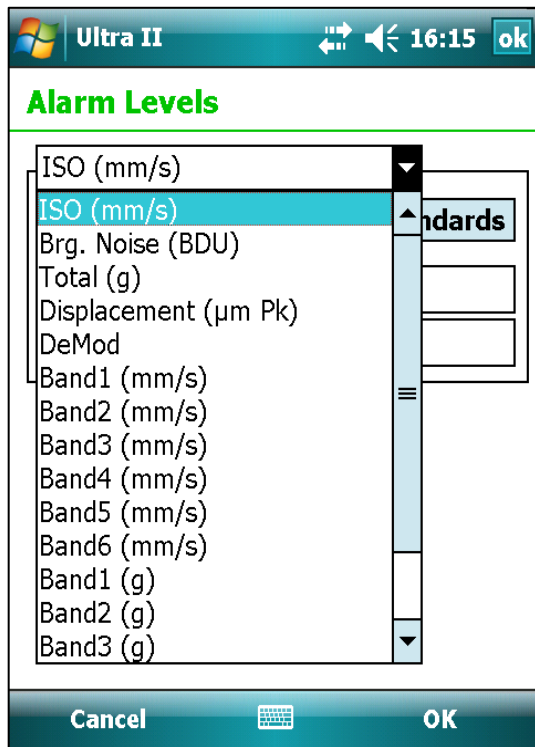 Ultra II 16:15 ok
Alarm Levels
ISO (mm/s)
ISO (mm/s)
ndards
Brg. Noise (BDU)
Total (g)
Displacement (µm Pk)
DeMod
Band1 (mm/s)
Band2 (mm/s)
Band3 (mm/s)
Band4 (mm/s)
Band5 (mm/s)
Band6 (mm/s)
Band1 (g)
Band2 (g)
Band3 (g)
Cancel OK